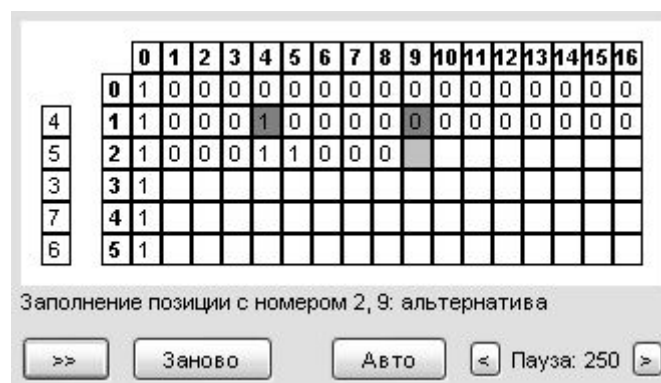 0 1 2 3 4 5 6 7 8 9 10 11 12 13 14 15 16
0 1 0 0 0 0 0 0 0 0 0 0 0 0 0 0 0 0
4 1 1 0 0 0 1 0 0 0 0 0 0 0 0 0 0 0 0
5 2 1 0 0 0 1 1 0 0 0
3 3 1
7 4 1
6 5 1
Заполнение позиции с номером 2, 9: альтернатива
>> Заново Авто < Пауза: 250 >